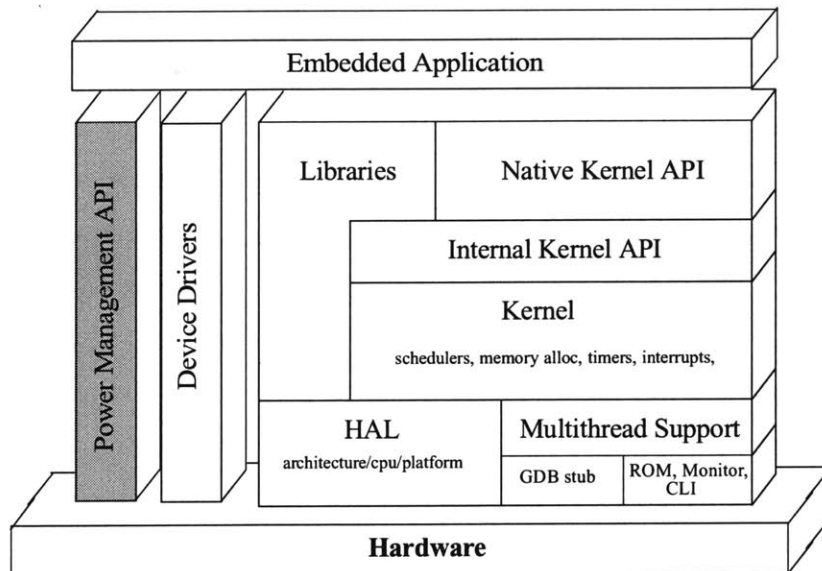 Embedded Application
Power Management API
Device Drivers
Libraries
Native Kernel API
Internal Kernel API
Kernel
schedulers, memory alloc, timers, interrupts,
HAL
architecture/cpu/platform
Multithread Support
GDB stub
ROM, Monitor,
CLI
Hardware